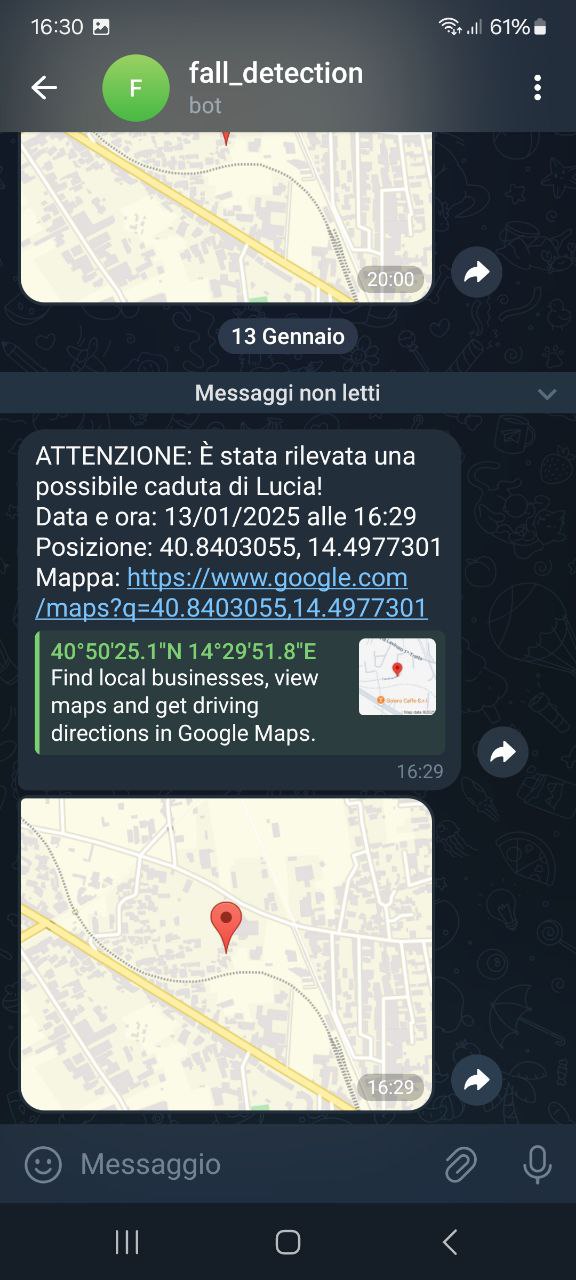 16:30
61%
F
fall_detection
bot
20:00
13 Gennaio
Messaggi non letti
ATTENZIONE: È stata rilevata una
possibile caduta di Lucia!
Data e ora: 13/01/2025 alle 16:29
Posizione: 40.8403055, 14.4977301
Mappa: https://www.google.com
/maps?q=40.8403055,14.4977301
40°50'25.1"N 14°29'51.8"E
Find local businesses, view
maps and get driving
directions in Google Maps.
16:29
16:29
Messaggio